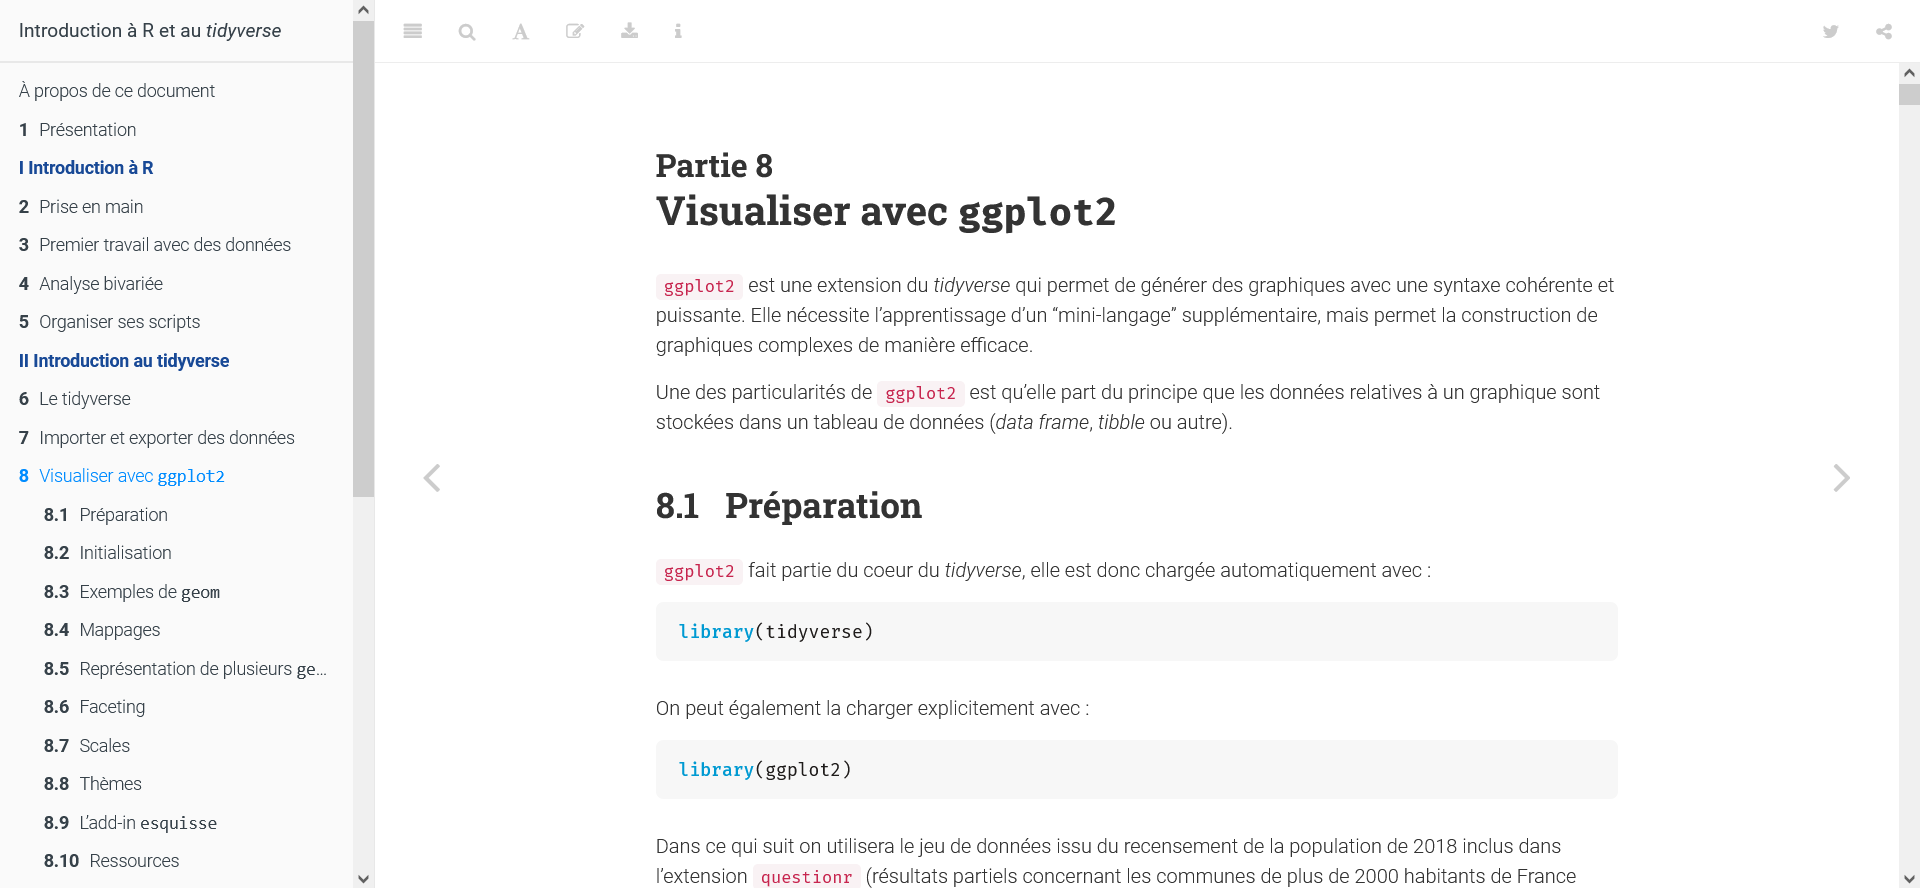 Introduction à R et au tidyverse
À propos de ce document
1 Présentation
I Introduction à R
2 Prise en main
3 Premier travail avec des données
4 Analyse bivariée
5 Organiser ses scripts
II Introduction au tidyverse
6 Le tidyverse
7 Importer et exporter des données
8 Visualiser avec ggplot2
8.1 Préparation
8.2 Initialisation
8.3 Exemples de geom
8.4 Mappages
8.5 Représentation de plusieurs ge...
8.6 Faceting
8.7 Scales
8.8 Thèmes
8.9 L’add-in esquisse
8.10 Ressources
Partie 8
Visualiser avec ggplot2
ggplot2 est une extension du tidyverse qui permet de générer des graphiques avec une syntaxe cohérente et
puissante. Elle nécessite l’apprentissage d’un “mini-langage” supplémentaire, mais permet la construction de
graphiques complexes de manière efficace.
Une des particularités de ggplot2 est qu’elle part du principe que les données relatives à un graphique sont
stockées dans un tableau de données (data frame, tibble ou autre).
8.1 Préparation
ggplot2 fait partie du coeur du tidyverse, elle est donc chargée automatiquement avec :
library(tidyverse)
On peut également la charger explicitement avec :
library(ggplot2)
Dans ce qui suit on utilisera le jeu de données issu du recensement de la population de 2018 inclus dans
l’extension questionr (résultats partiels concernant les communes de plus de 2000 habitants de France